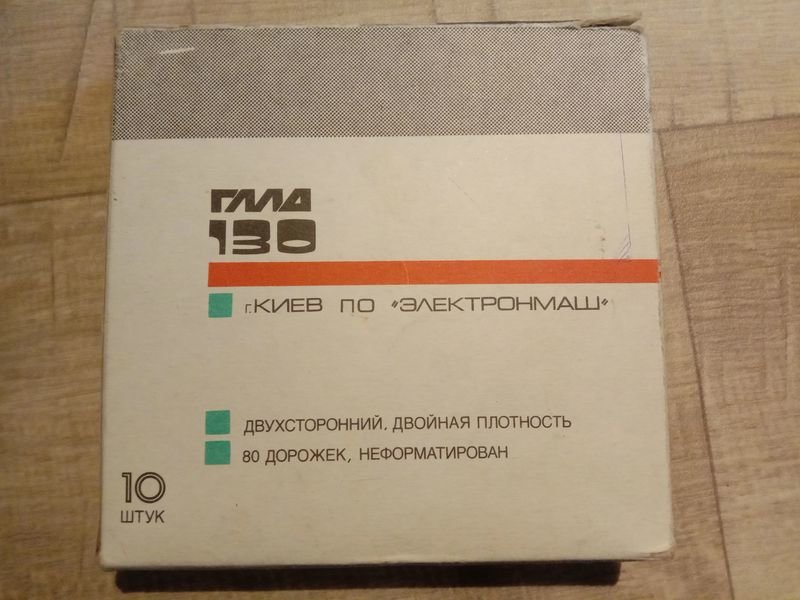 ГМД
130
г. КИЕВ ПО "ЭЛЕКТРОНМАШ"
ДВУХСТОРОННИЙ, ДВОЙНАЯ ПЛОТНОСТЬ
80 ДОРОЖЕК, НЕФОРМАТИРОВАН
10
ШТУК